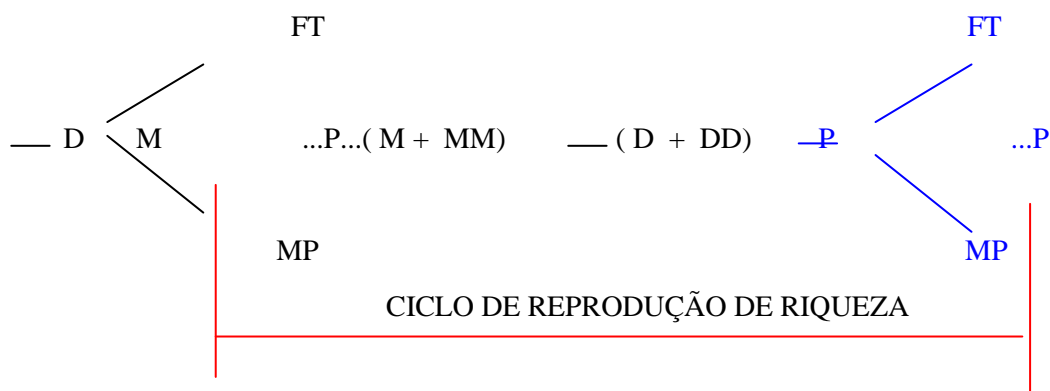 FT FT
D M ...P...( M + MM) ( D + DD) P ...P
MP MP
CICLO DE REPRODUÇÃO DE RIQUEZA